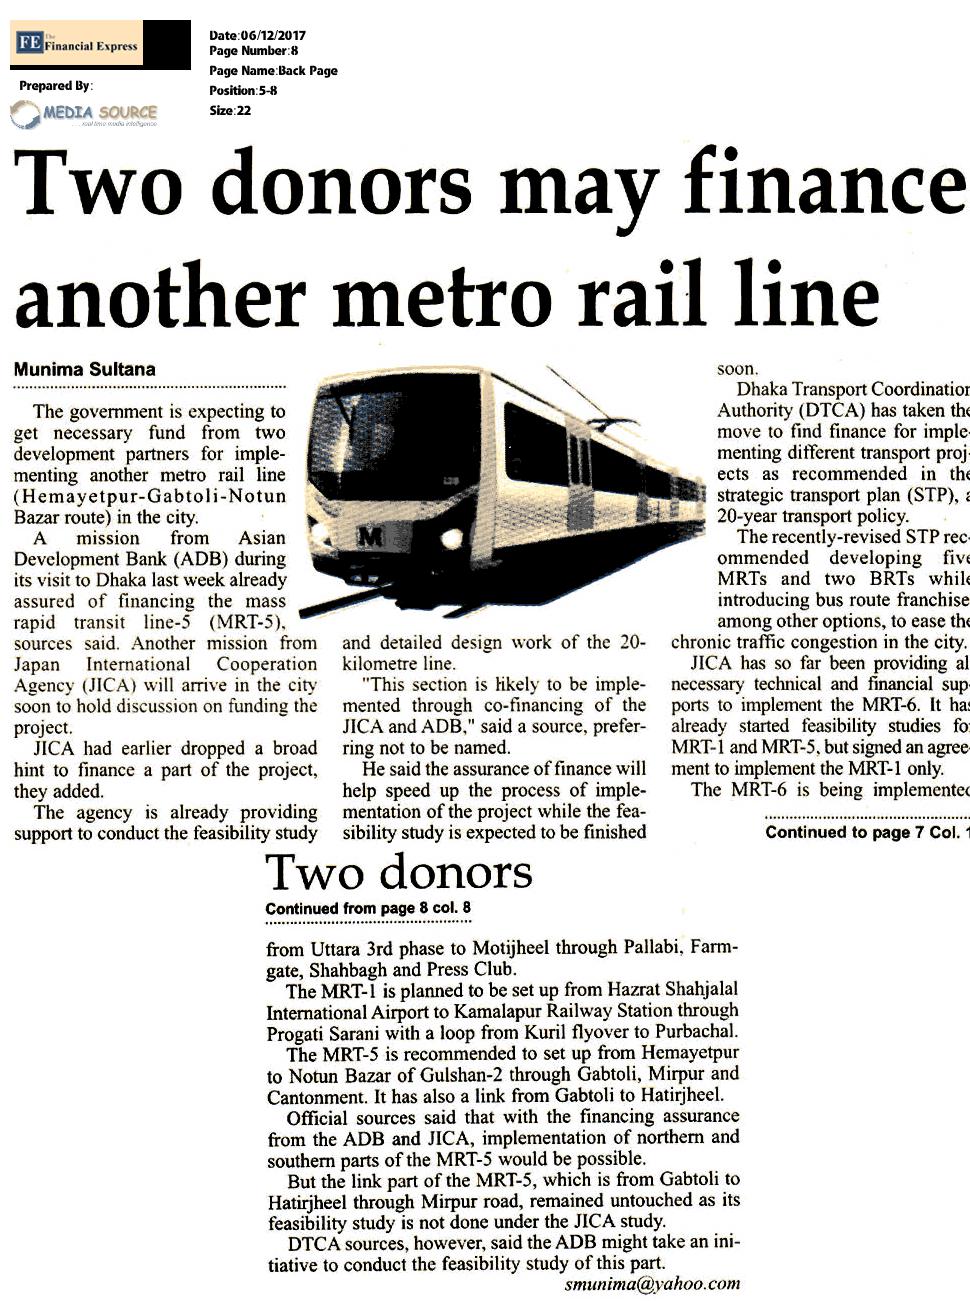 FE The
Financial Express
Prepared By:
MEDIA SOURCE
.....real time media intelligence
Date:06/12/2017
Page Number:8
Page Name:Back Page
Position:5-8
Size:22
Two donors may finance
another metro rail line
Munima Sultana
The government is expecting to
get necessary fund from two
development partners for imple-
menting another metro rail line
(Hemayetpur-Gabtoli-Notun
Bazar route) in the city.
A mission from Asian
Development Bank (ADB) during
its visit to Dhaka last week already
assured of financing the mass
rapid transit line-5 (MRT-5),
sources said. Another mission from
Japan International Cooperation
Agency (JICA) will arrive in the city
soon to hold discussion on funding the
project.
JICA had earlier dropped a broad
hint to finance a part of the project,
they added.
The agency is already providing
support to conduct the feasibility study
M
and detailed design work of the 20-
kilometre line.
"This section is likely to be imple-
mented through co-financing of the
JICA and ADB," said a source, prefer-
ring not to be named.
He said the assurance of finance will
help speed up the process of imple-
mentation of the project while the fea-
sibility study is expected to be finished
soon.
Dhaka Transport Coordination
Authority (DTCA) has taken the
move to find finance for imple-
menting different transport proj-
ects as recommended in the
strategic transport plan (STP), a
20-year transport policy.
The recently-revised STP rec-
ommended developing five
MRTs and two BRTs while
introducing bus route franchise
among other options, to ease the
chronic traffic congestion in the city.
JICA has so far been providing al
necessary technical and financial sup-
ports to implement the MRT-6. It has
already started feasibility studies fo
MRT-1 and MRT-5, but signed an agree-
ment to implement the MRT-1 only.
The MRT-6 is being implemented
Continued to page 7 Col. 1
Two donors
Continued from page 8 col. 8
from Uttara 3rd phase to Motijheel through Pallabi, Farm-
gate, Shahbagh and Press Club.
The MRT-1 is planned to be set up from Hazrat Shahjalal
International Airport to Kamalapur Railway Station through
Progati Sarani with a loop from Kuril flyover to Purbachal.
The MRT-5 is recommended to set up from Hemayetpur
to Notun Bazar of Gulshan-2 through Gabtoli, Mirpur and
Cantonment. It has also a link from Gabtoli to Hatirjheel.
Official sources said that with the financing assurance
from the ADB and JICA, implementation of northern and
southern parts of the MRT-5 would be possible.
But the link part of the MRT-5, which is from Gabtoli to
Hatirjheel through Mirpur road, remained untouched as its
feasibility study is not done under the JICA study.
DTCA sources, however, said the ADB might take an ini-
tiative to conduct the feasibility study of this part.
smunima@yahoo.com